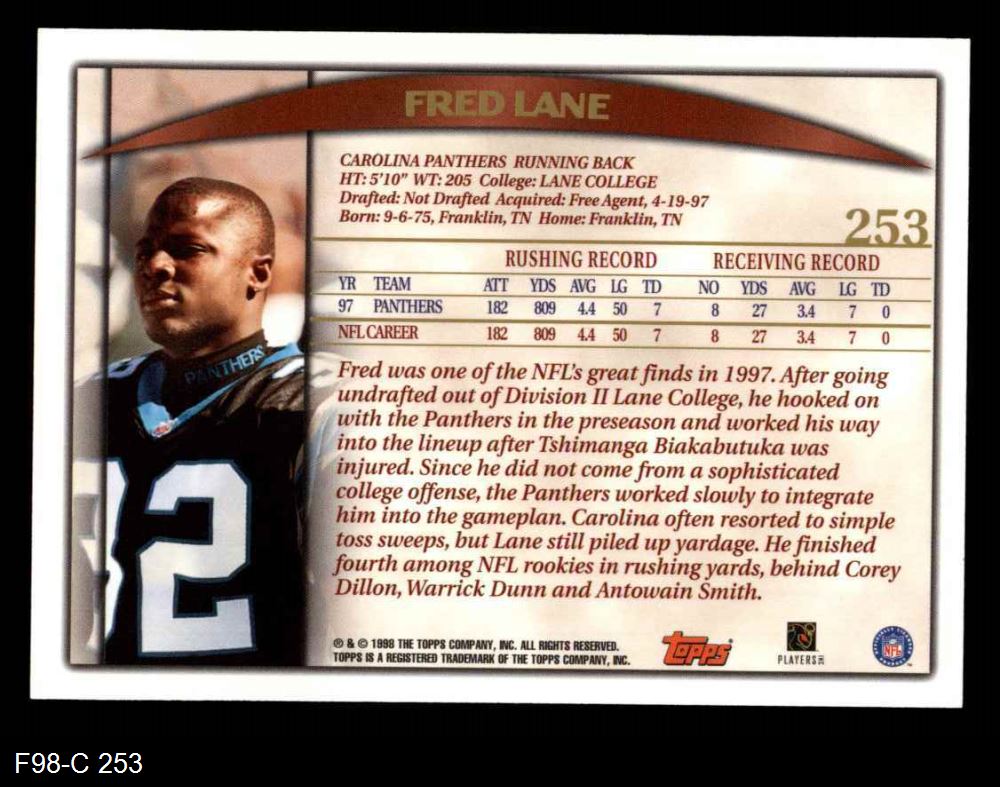 FRED LANE
CAROLINA PANTHERS RUNNING BACK
HT: 5'10" WT: 205 College: LANE COLLEGE
Drafted: Not Drafted Acquired: Free Agent, 4-19-97
Born: 9-6-75, Franklin, TN Home: Franklin, TN
253
RUSHING RECORD RECEIVING RECORD
YR TEAM ATT YDS AVG LG TD NO YDS AVG LG TD
97 PANTHERS 182 809 4.4 50 7 8 27 3.4 7 0
NFL CAREER 182 809 4.4 50 7 8 27 3.4 7 0
Fred was one of the NFL's great finds in 1997. After going
undrafted out of Division II Lane College, he hooked on
with the Panthers in the preseason and worked his way
into the lineup after Tshimanga Biakabutuka was
injured. Since he did not come from a sophisticated
college offense, the Panthers worked slowly to integrate
him into the gameplan. Carolina often resorted to simple
toss sweeps, but Lane still piled up yardage. He finished
fourth among NFL rookies in rushing yards, behind Corey
Dillon, Warrick Dunn and Antowain Smith.
PANTHERS
32
® & © 1998 THE TOPPS COMPANY, INC. ALL RIGHTS RESERVED.
TOPPS IS A REGISTERED TRADEMARK OF THE TOPPS COMPANY, INC.
Topps
PLAYERS
NFL
F98-C 253